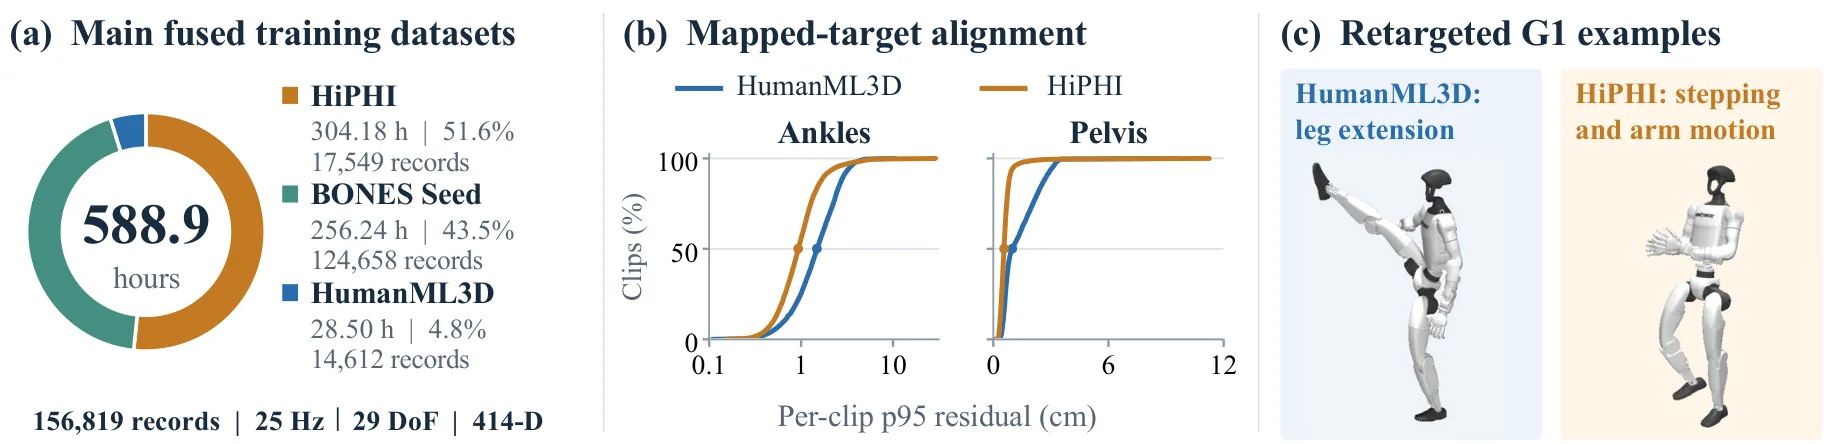 (a) Main fused training datasets
588.9
hours
HiPHI
304.18 h | 51.6%
17,549 records
BONES Seed
256.24 h | 43.5%
124,658 records
HumanML3D
28.50 h | 4.8%
14,612 records
156,819 records | 25 Hz | 29 DoF | 414-D
(b) Mapped-target alignment
HumanML3D
HiPHI
Ankles
Pelvis
Clips (%)
100
50
0
0.1
1
10
0
6
12
Per-clip p95 residual (cm)
(c) Retargeted G1 examples
HumanML3D:
leg extension
HiPHI: stepping
and arm motion